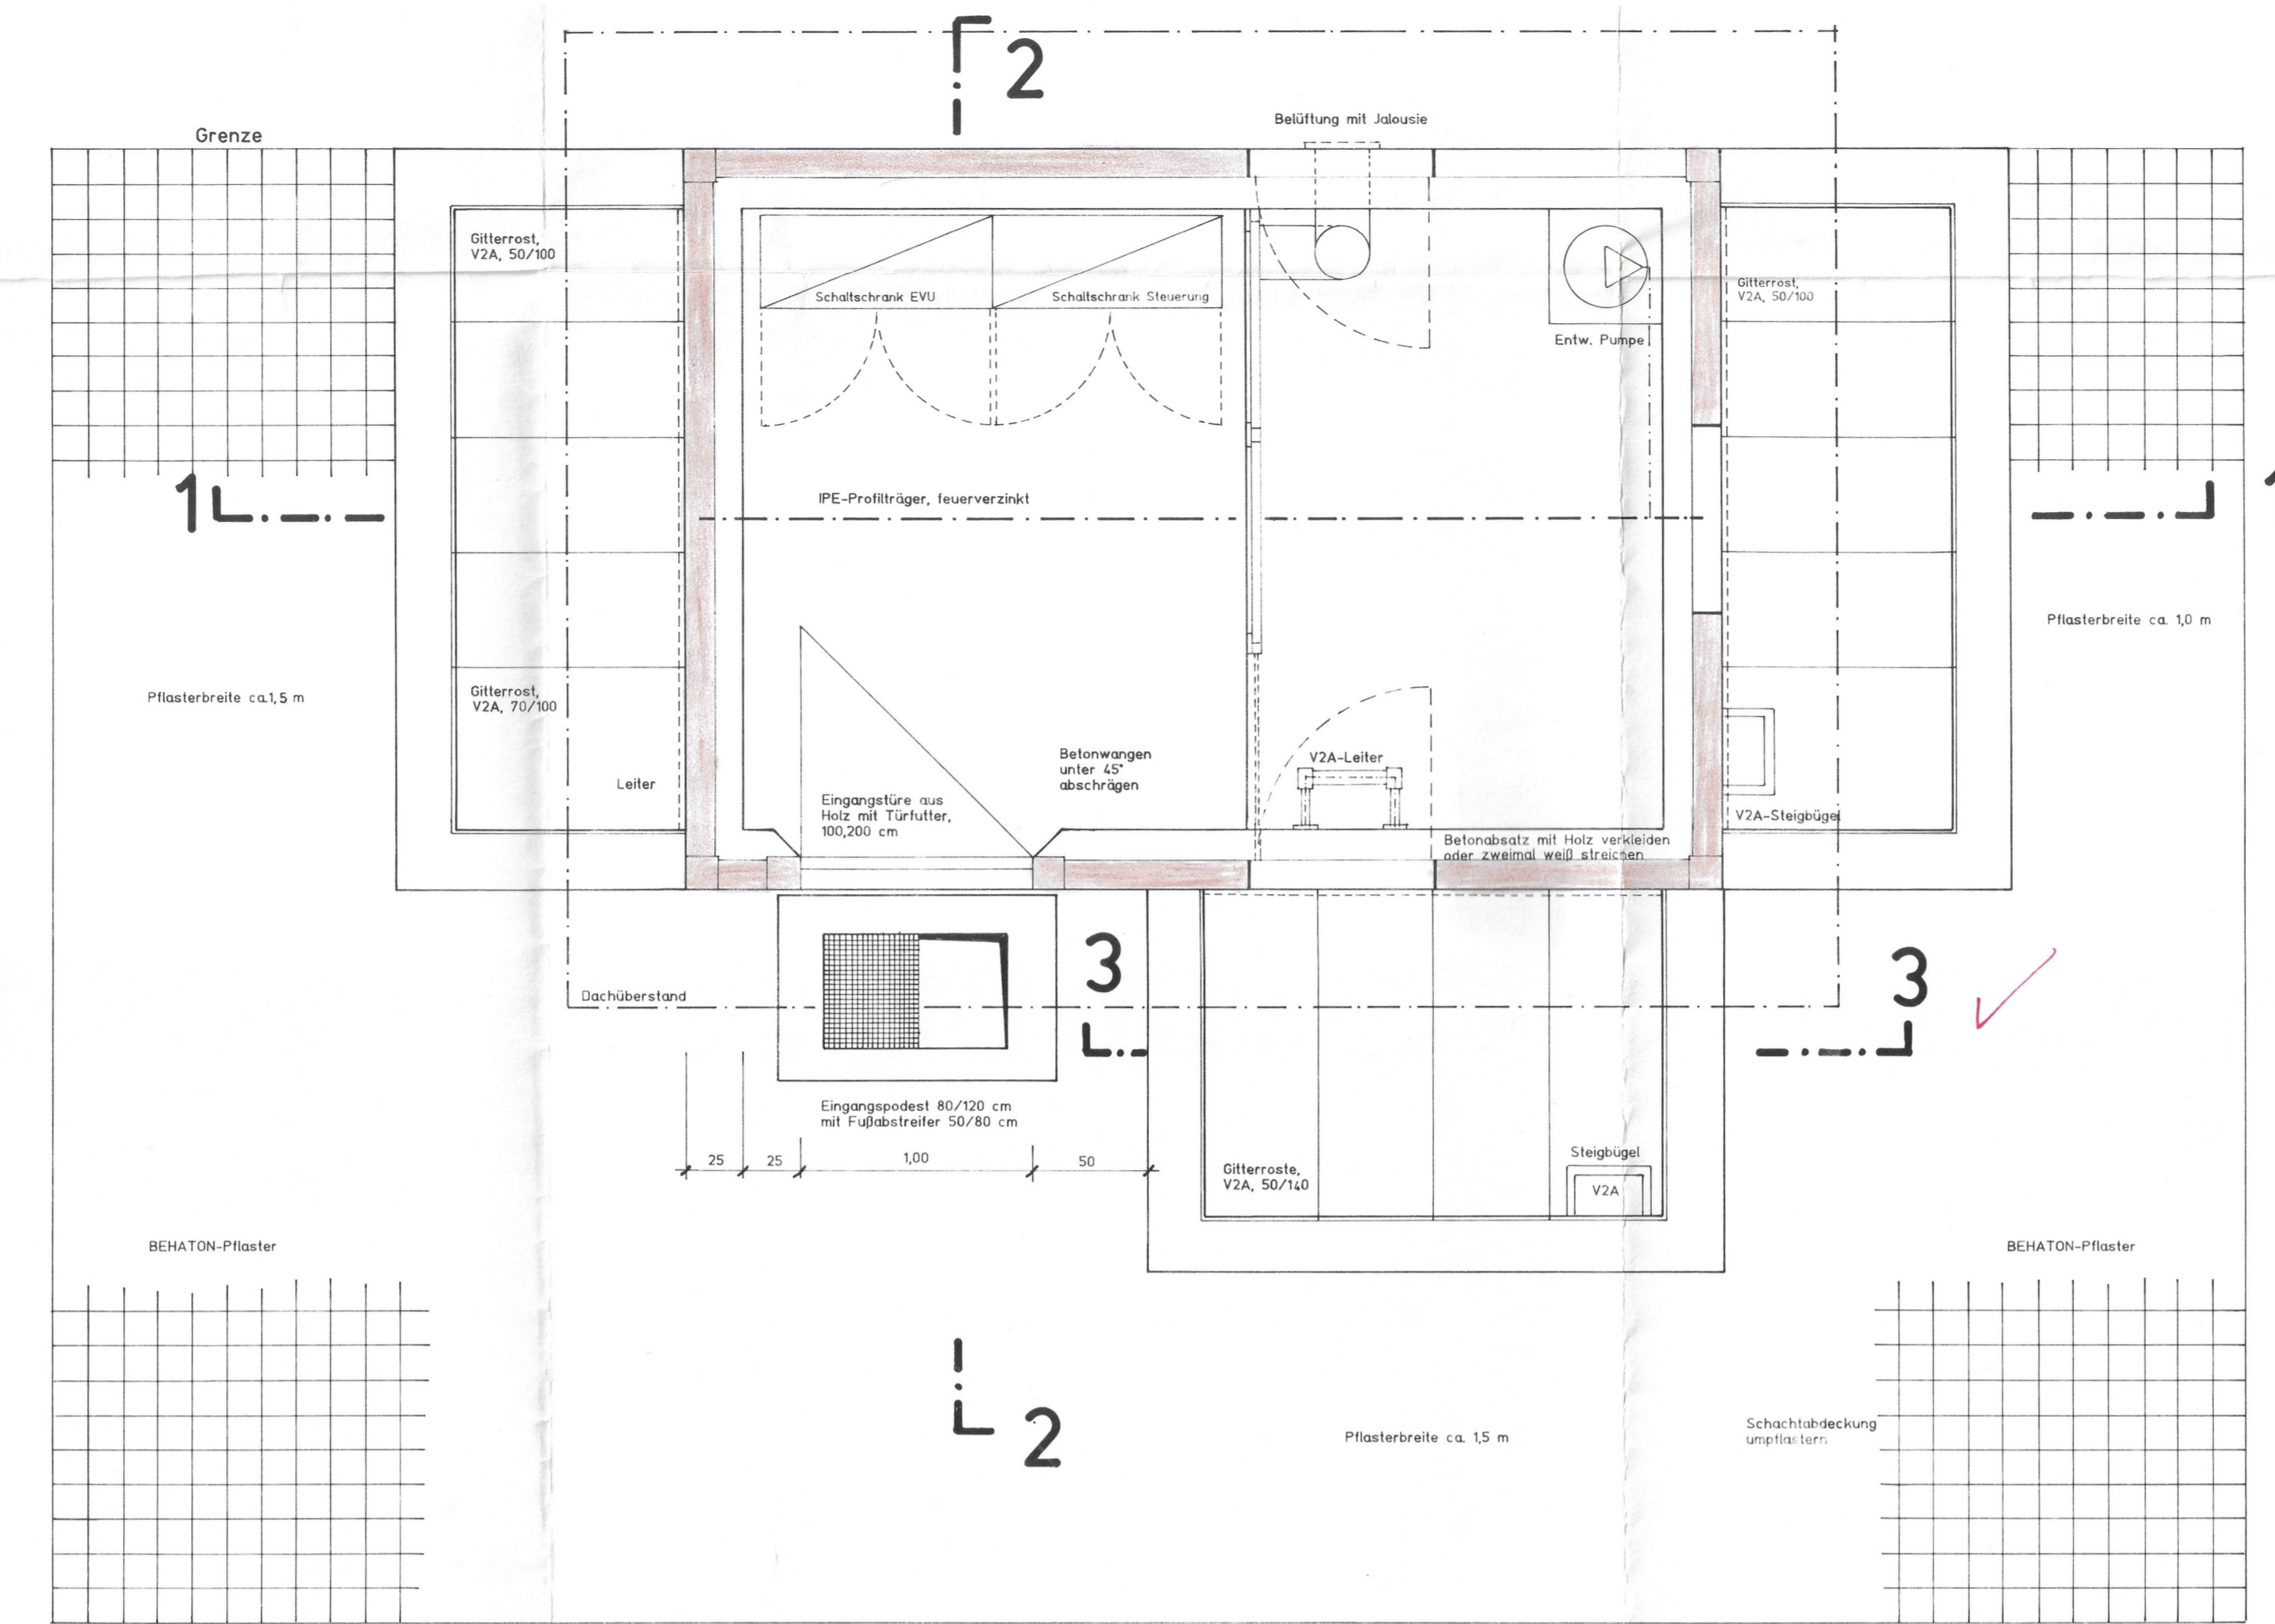 2
Belüftung mit Jalousie
Grenze
Gitterrost,
V2A, 50/100
Schaltschrank EVU
Schaltschrank Steuerung
Entw. Pumpe
Gitterrost,
V2A, 50/100
1
IPE-Profilträger, feuerverzinkt
Pflasterbreite ca. 1,0 m
Pflasterbreite ca.1,5 m
Gitterrost,
V2A, 70/100
Leiter
Betonwangen
unter 45°
abschrägen
V2A-Leiter
Eingangstüre aus
Holz mit Türfutter,
100,200 cm
V2A-Steigbügel
Betonabsatz mit Holz verkleiden
oder zweimal weiß streichen
3
3
Dachüberstand
Eingangspodest 80/120 cm
mit Fußabstreifer 50/80 cm
25
25
1,00
50
Gitterroste,
V2A, 50/140
Steigbügel
V2A
BEHATON-Pflaster
BEHATON-Pflaster
2
Pflasterbreite ca. 1,5 m
Schachtabdeckung
umpflastern